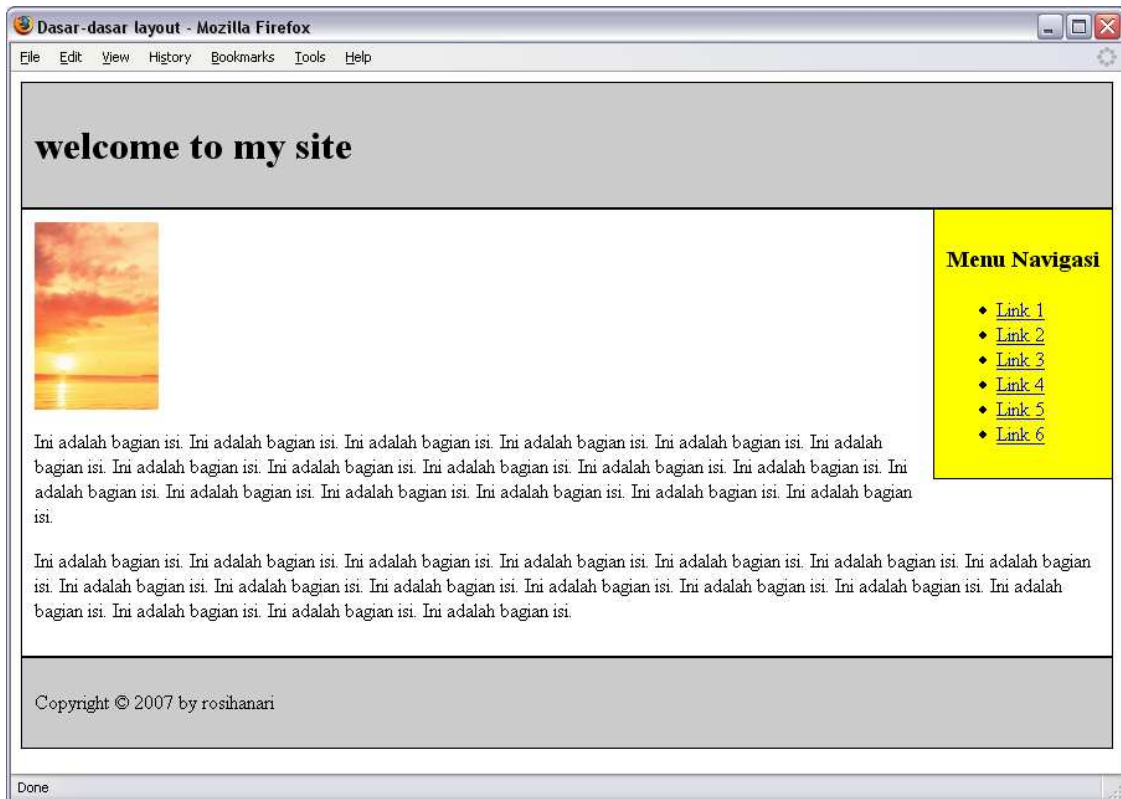 Dasar-dasar layout - Mozilla Firefox
File Edit View History Bookmarks Tools Help
welcome to my site
Menu Navigasi
Link 1
Link 2
Link 3
Link 4
Link 5
Link 6
Ini adalah bagian isi. Ini adalah bagian isi. Ini adalah bagian isi. Ini adalah bagian isi. Ini adalah bagian isi. Ini adalah
bagian isi. Ini adalah bagian isi. Ini adalah bagian isi. Ini adalah bagian isi. Ini adalah bagian isi. Ini adalah bagian isi. Ini
adalah bagian isi. Ini adalah bagian isi. Ini adalah bagian isi. Ini adalah bagian isi. Ini adalah bagian isi. Ini adalah bagian
isi.
Ini adalah bagian isi. Ini adalah bagian isi. Ini adalah bagian isi. Ini adalah bagian isi. Ini adalah bagian isi. Ini adalah bagian isi. Ini adalah bagian
isi. Ini adalah bagian isi. Ini adalah bagian isi. Ini adalah bagian isi. Ini adalah bagian isi. Ini adalah bagian isi. Ini adalah bagian isi. Ini adalah
bagian isi. Ini adalah bagian isi. Ini adalah bagian isi. Ini adalah bagian isi.
Copyright © 2007 by rosihanari
Done